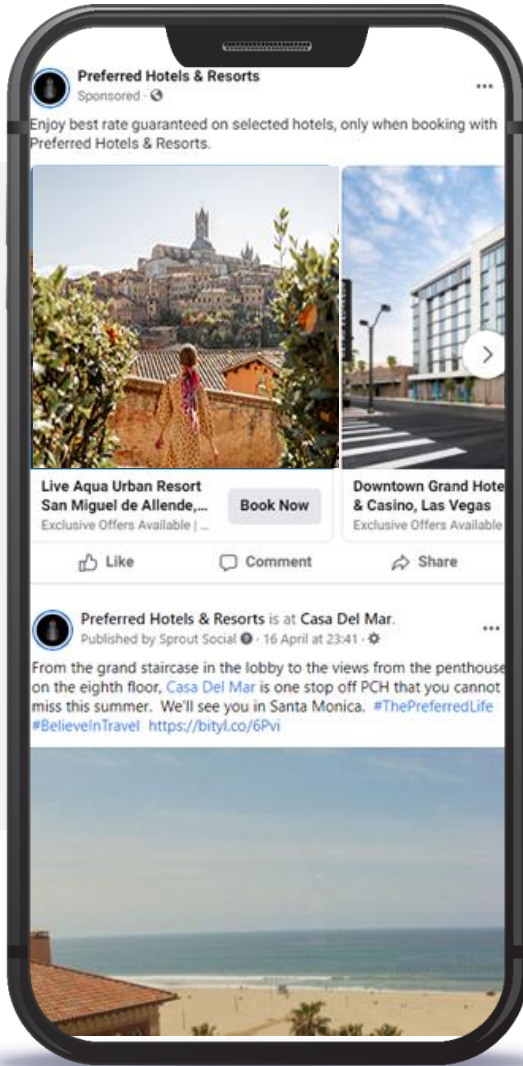 Preferred Hotels & Resorts
Sponsored ·
Enjoy best rate guaranteed on selected hotels, only when booking with
Preferred Hotels & Resorts.
Live Aqua Urban Resort
San Miguel de Allende,...
Exclusive Offers Available | ...
Book Now
Downtown Grand Hote
& Casino, Las Vegas
Exclusive Offers Available
Like
Comment
Share
Preferred Hotels & Resorts is at Casa Del Mar.
Published by Sprout Social · 16 April at 23:41 ·
From the grand staircase in the lobby to the views from the penthouse
on the eighth floor, Casa Del Mar is one stop off PCH that you cannot
miss this summer. We'll see you in Santa Monica. #ThePreferredLife
#BelieveInTravel https://bityl.co/6Pvi